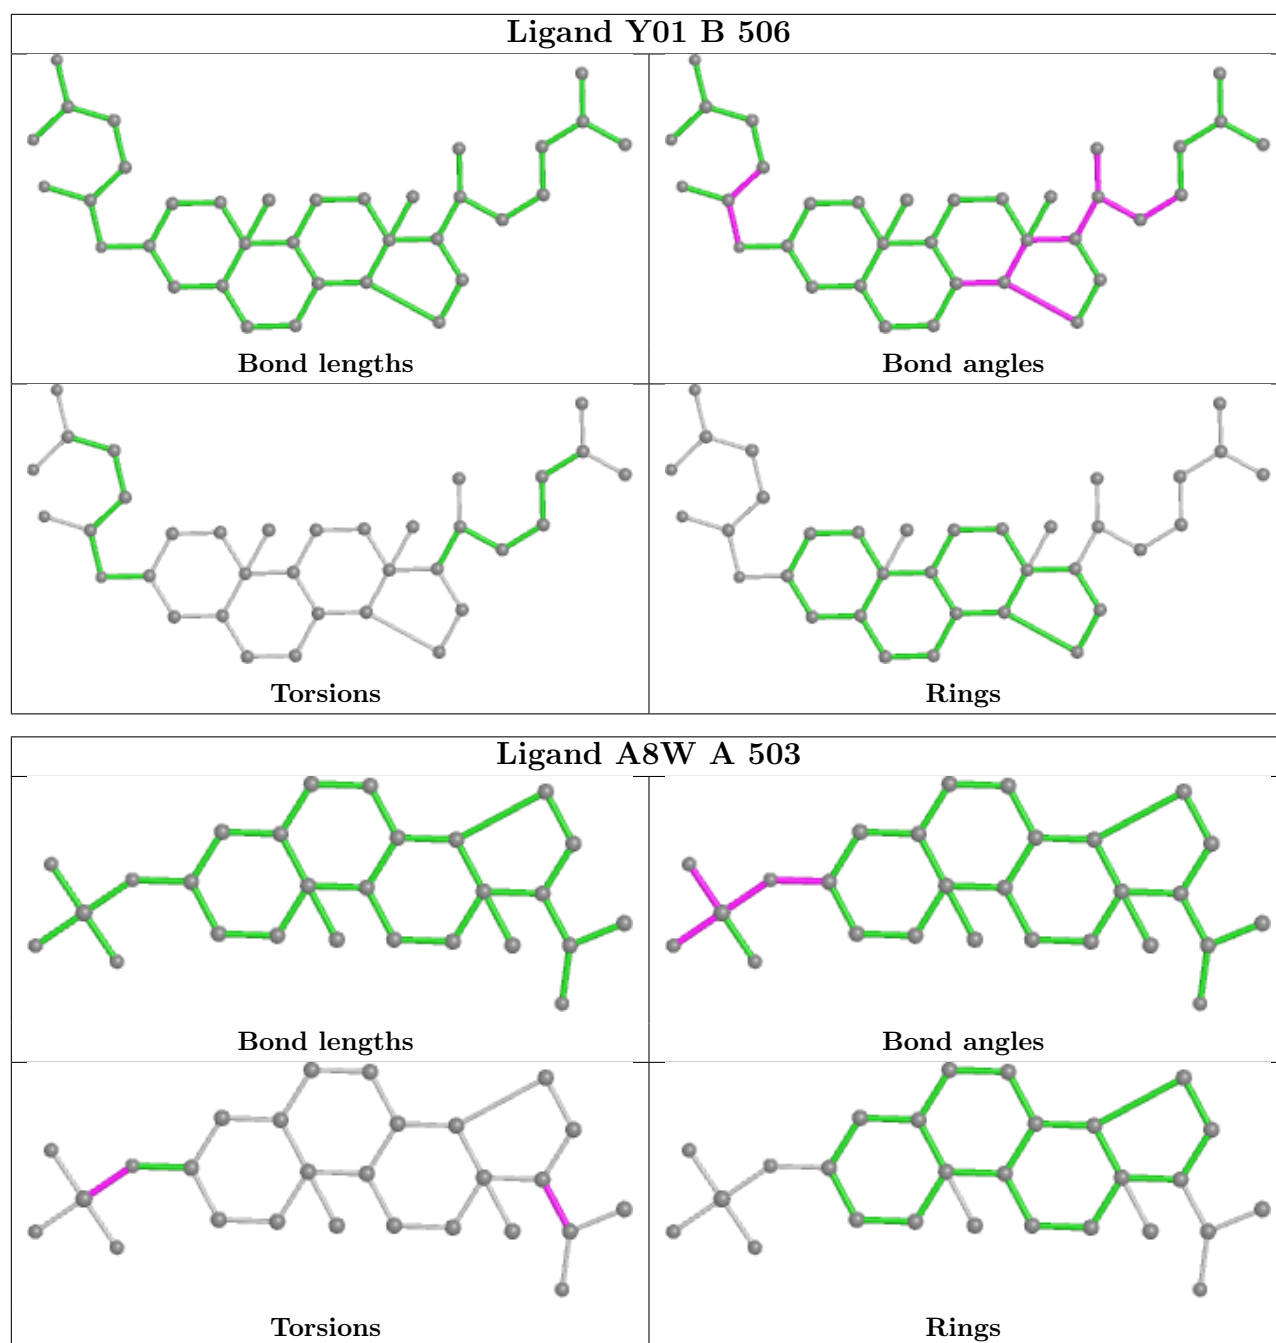 Ligand Y01 B 506
Bond lengths
Bond angles
Torsions
Rings
Ligand A8W A 503
Bond lengths
Bond angles
Torsions
Rings